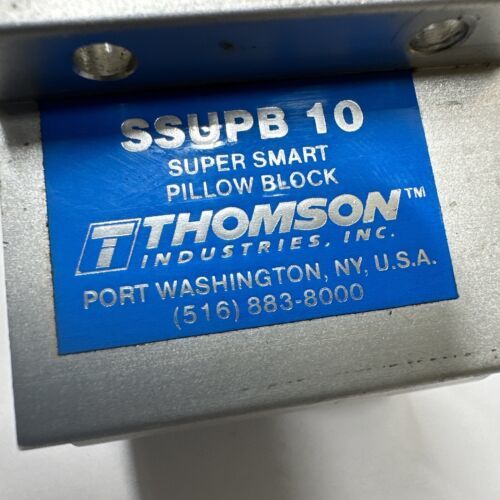 SSUPB 10
SUPER SMART
PILLOW BLOCK
T THOMSON™
INDUSTRIES, INC.
PORT WASHINGTON, NY, U.S.A.
(516) 883-8000